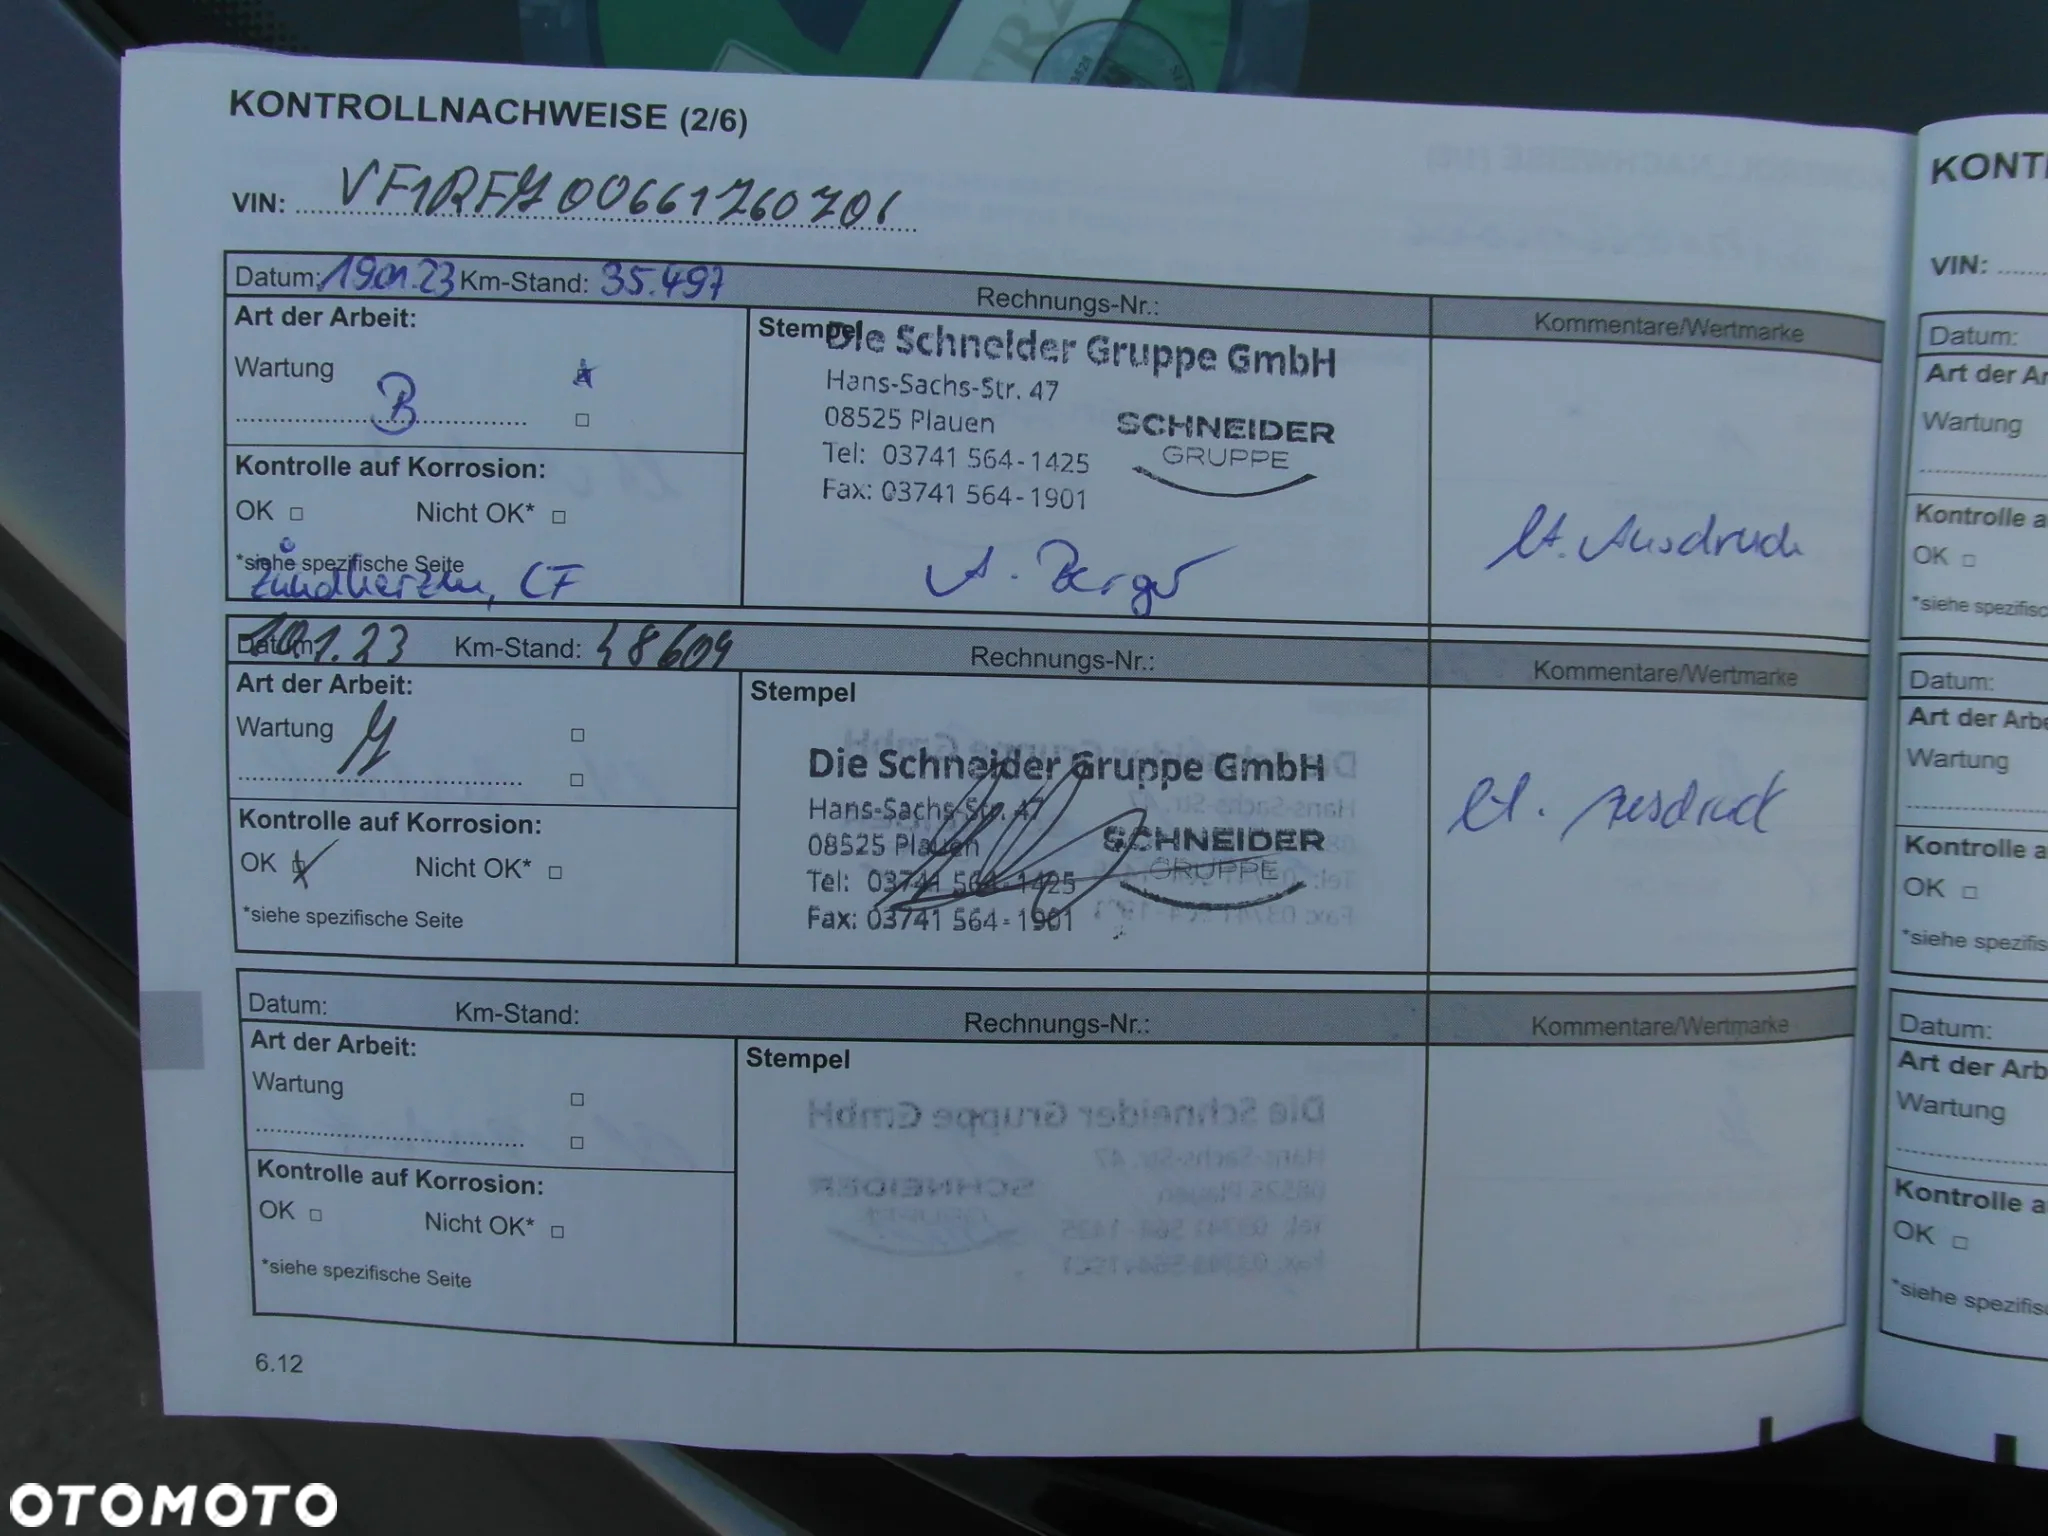 KONTROLLNACHWEISE (2/6)
VIN: VF1RFA00661760701
Datum: 19.01.23 Km-Stand: 35.497 Rechnungs-Nr.: Kommentare/Wertmarke
Art der Arbeit:
Wartung
B
Kontrolle auf Korrosion:
OK Nicht OK*
*siehe spezifische Seite
Zündkerzen, CF
Stempel
Die Schneider Gruppe GmbH
Hans-Sachs-Str. 47
08525 Plauen
Tel: 03741 564-1425
Fax: 03741 564-1901
SCHNEIDER
GRUPPE
A. Berger
lt. Ausdruck
Datum: Km-Stand: 48604 Rechnungs-Nr.: Kommentare/Wertmarke
Art der Arbeit:
Wartung
Kontrolle auf Korrosion:
OK Nicht OK*
*siehe spezifische Seite
Stempel
Die Schneider Gruppe GmbH
Hans-Sachs-Str. 47
08525 Plauen
Tel: 03741 564-1425
Fax: 03741 564-1901
SCHNEIDER
GRUPPE
lt. Ausdruck
Datum: Km-Stand: Rechnungs-Nr.: Kommentare/Wertmarke
Art der Arbeit:
Wartung
Kontrolle auf Korrosion:
OK Nicht OK*
*siehe spezifische Seite
Stempel
6.12
KONT
VIN:
Datum:
Art der Ar
Wartung
Kontrolle a
OK
*siehe spezifisc
Datum:
Art der Arbe
Wartung
Kontrolle a
OK
*siehe spezifis
Datum:
Art der Arb
Wartung
Kontrolle a
OK
*siehe spezifis
OTOMOTO